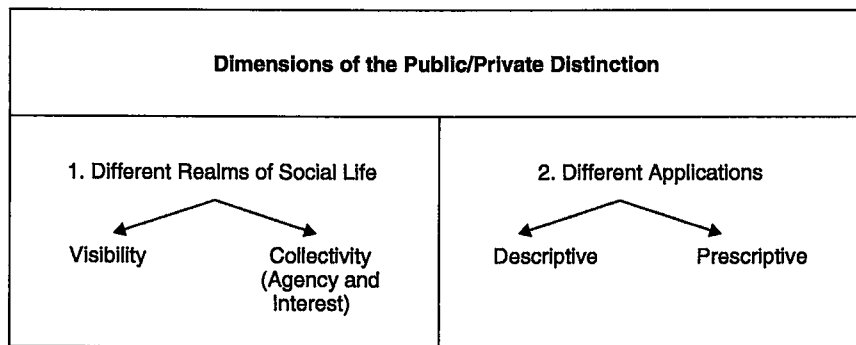 Dimensions of the Public/Private Distinction
1. Different Realms of Social Life
Visibility
Collectivity
(Agency and
Interest)
2. Different Applications
Descriptive
Prescriptive